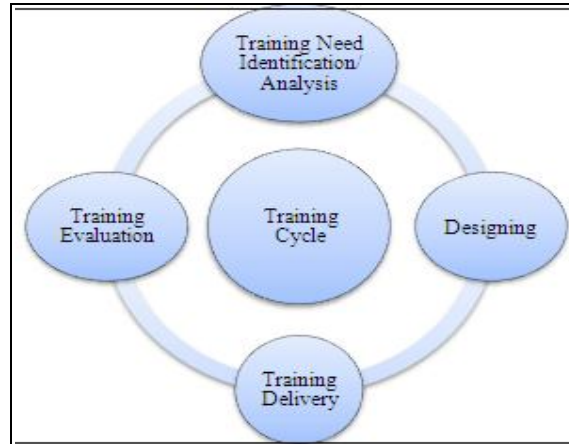 Training Need
Identification/
Analysis
Training
Evaluation
Training
Cycle
Designing
Training
Delivery